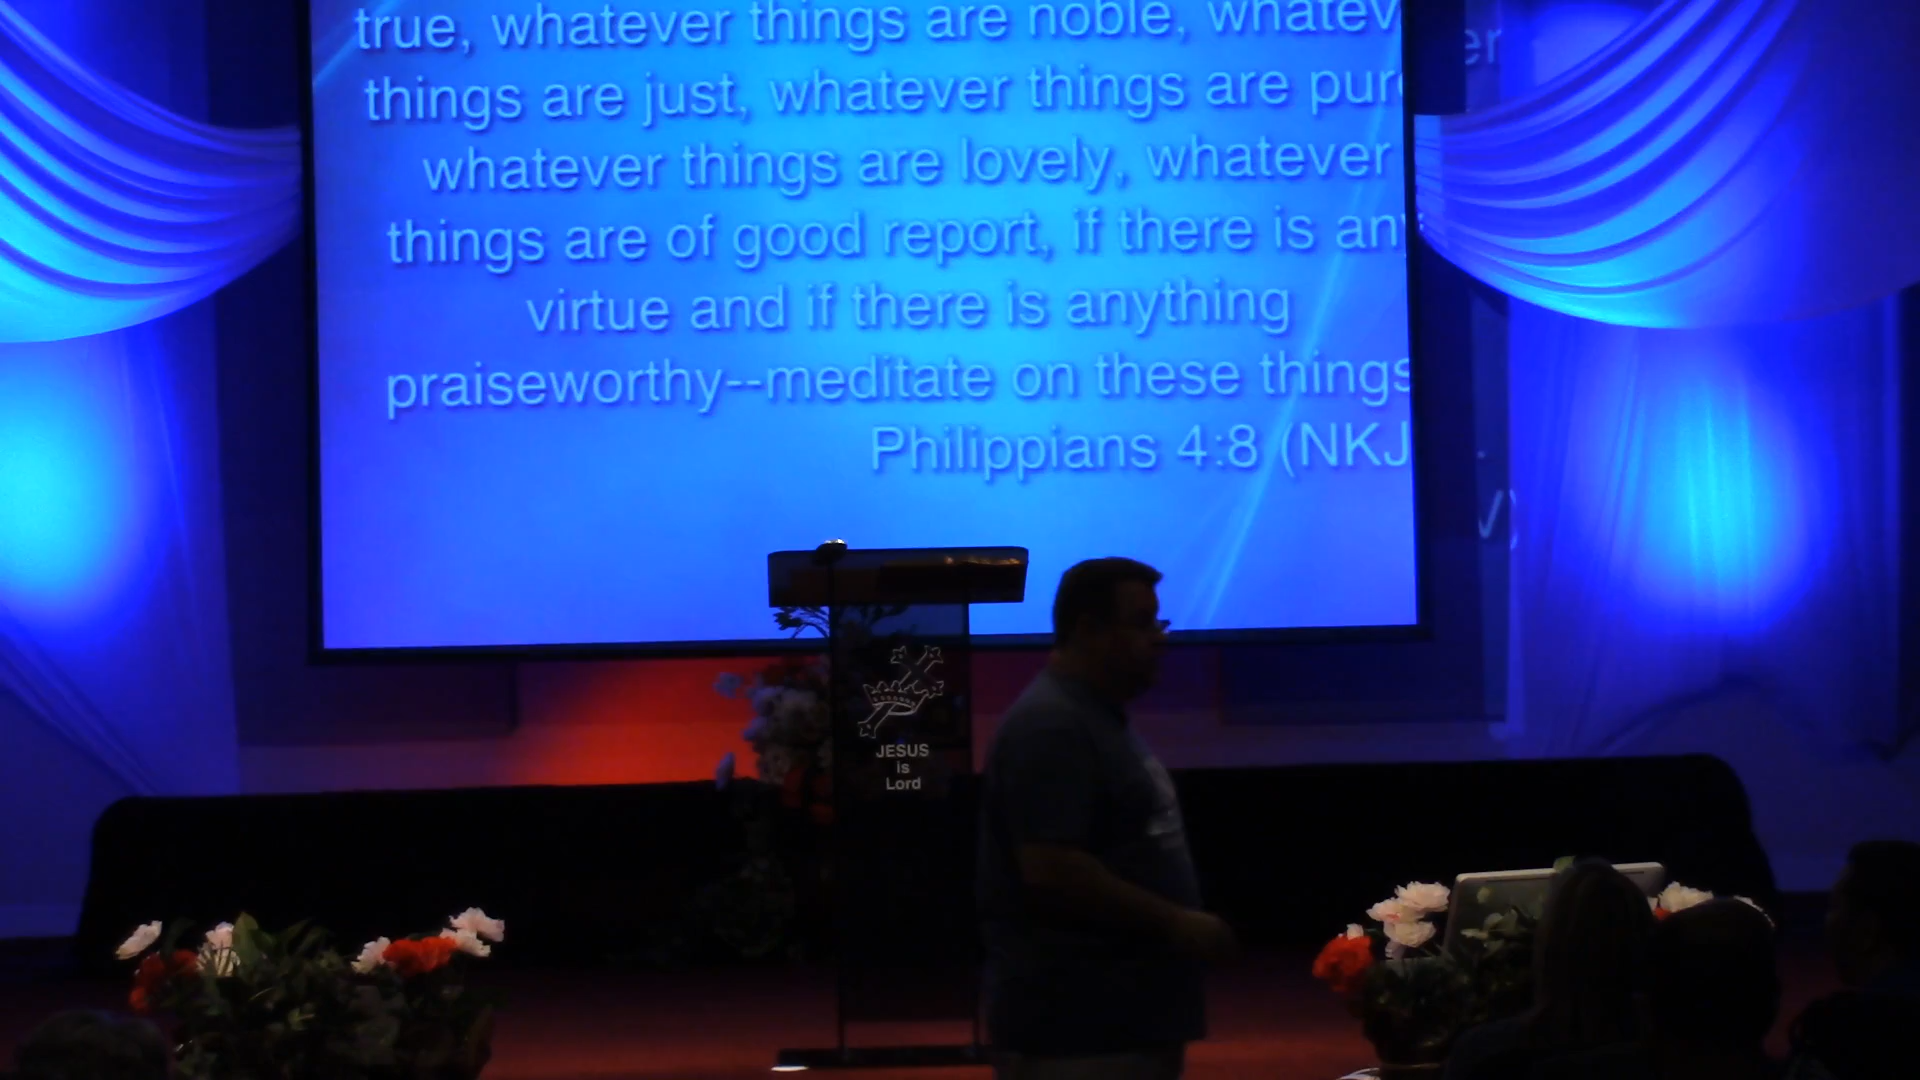 true, whatever things are noble, whatev
things are just, whatever things are pur
whatever things are lovely, whatever
things are of good report, if there is any
virtue and if there is anything
praiseworthy--meditate on these things
Philippians 4:8 (NKJ
er
V)
JESUS
is
Lord